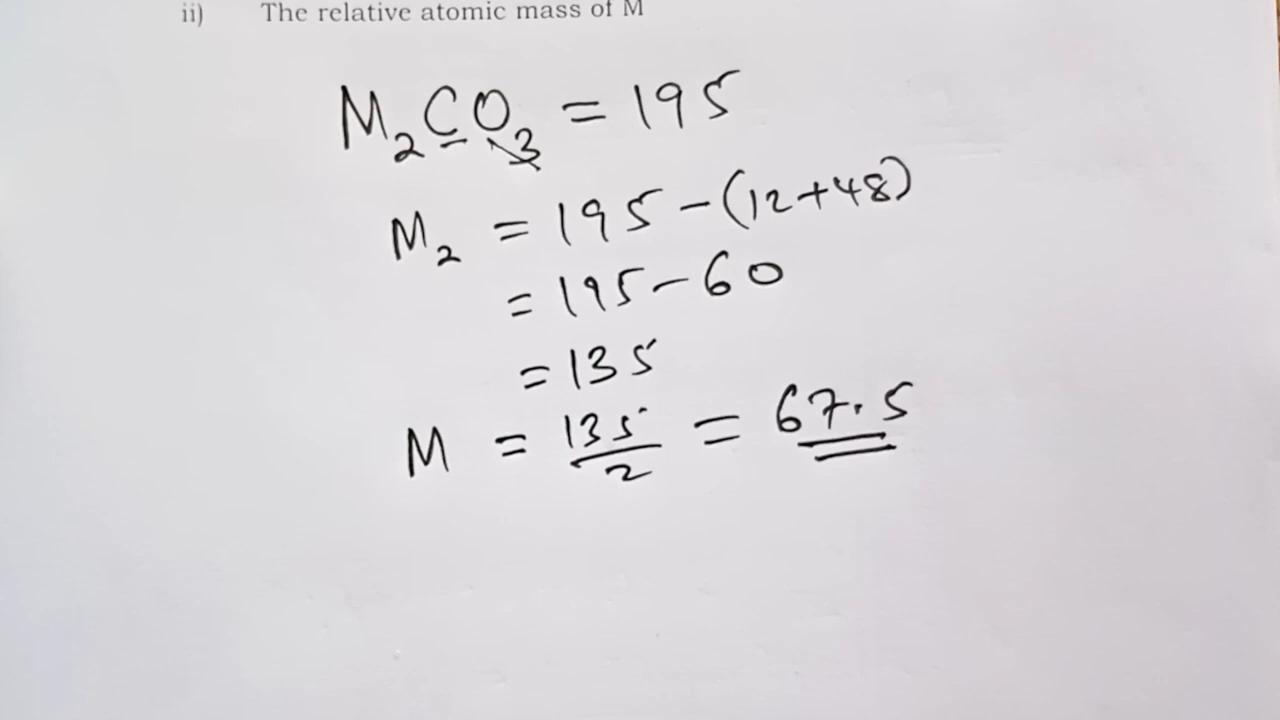 ii) The relative atomic mass of M
M₂CO₃ = 195
M₂ = 195 - (12+48)
= 195 - 60
= 135
M = 135/2 = 67.5